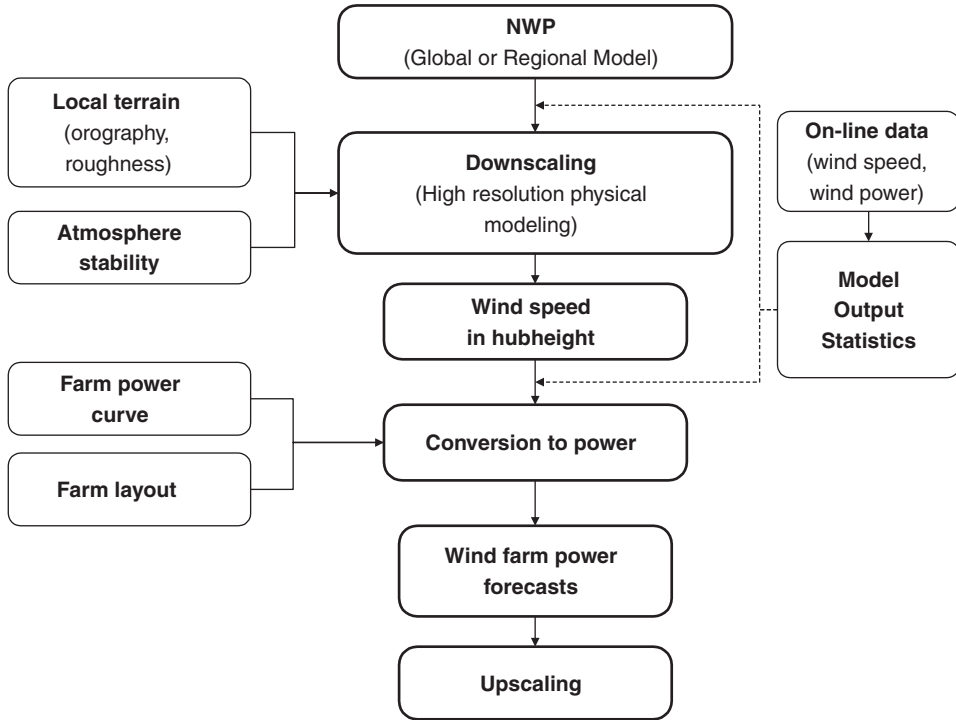 NWP
(Global or Regional Model)
Local terrain
(orography,
roughness)
Atmosphere
stability
Downscaling
(High resolution physical
modeling)
On-line data
(wind speed,
wind power)
Model
Output
Statistics
Wind speed
in hubheight
Farm power
curve
Farm layout
Conversion to power
Wind farm power
forecasts
Upscaling